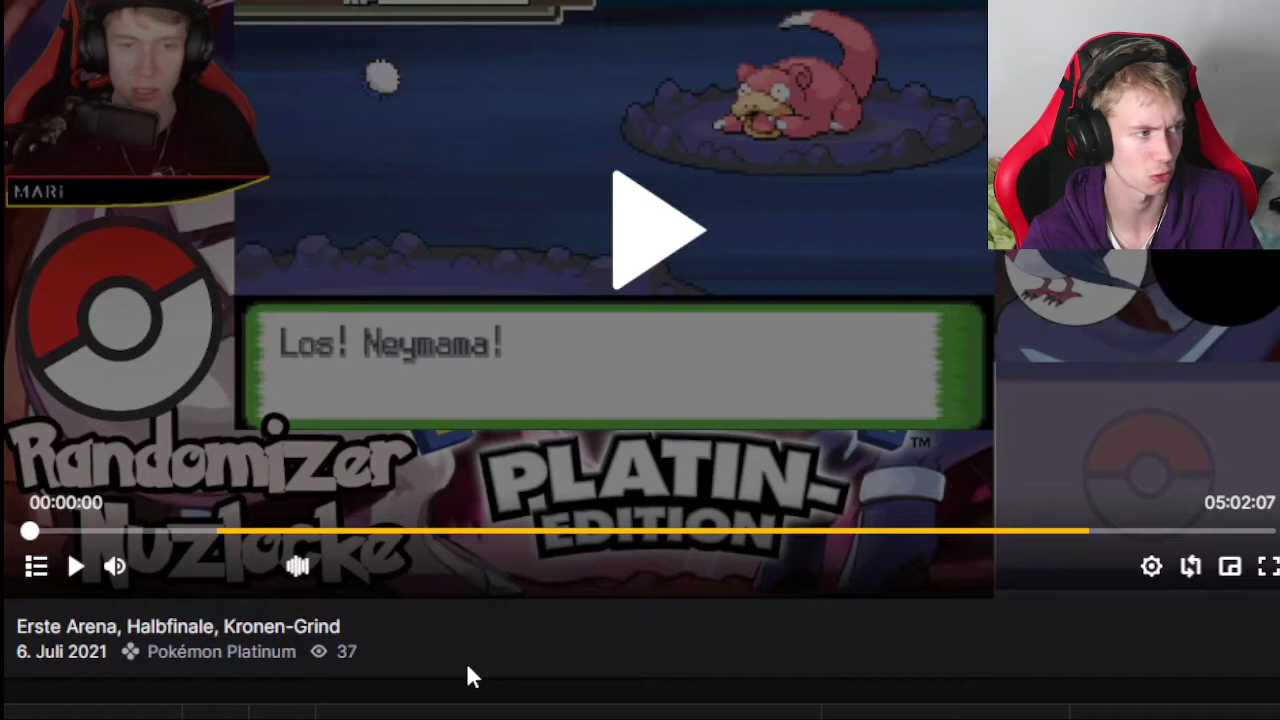 MARi
Los! Neymama!
Randomizer
Nuzlocke
PLATIN-
EDITION
TM
00:00:00
05:02:07
Erste Arena, Halbfinale, Kronen-Grind
6. Juli 2021 Pokémon Platinum 37